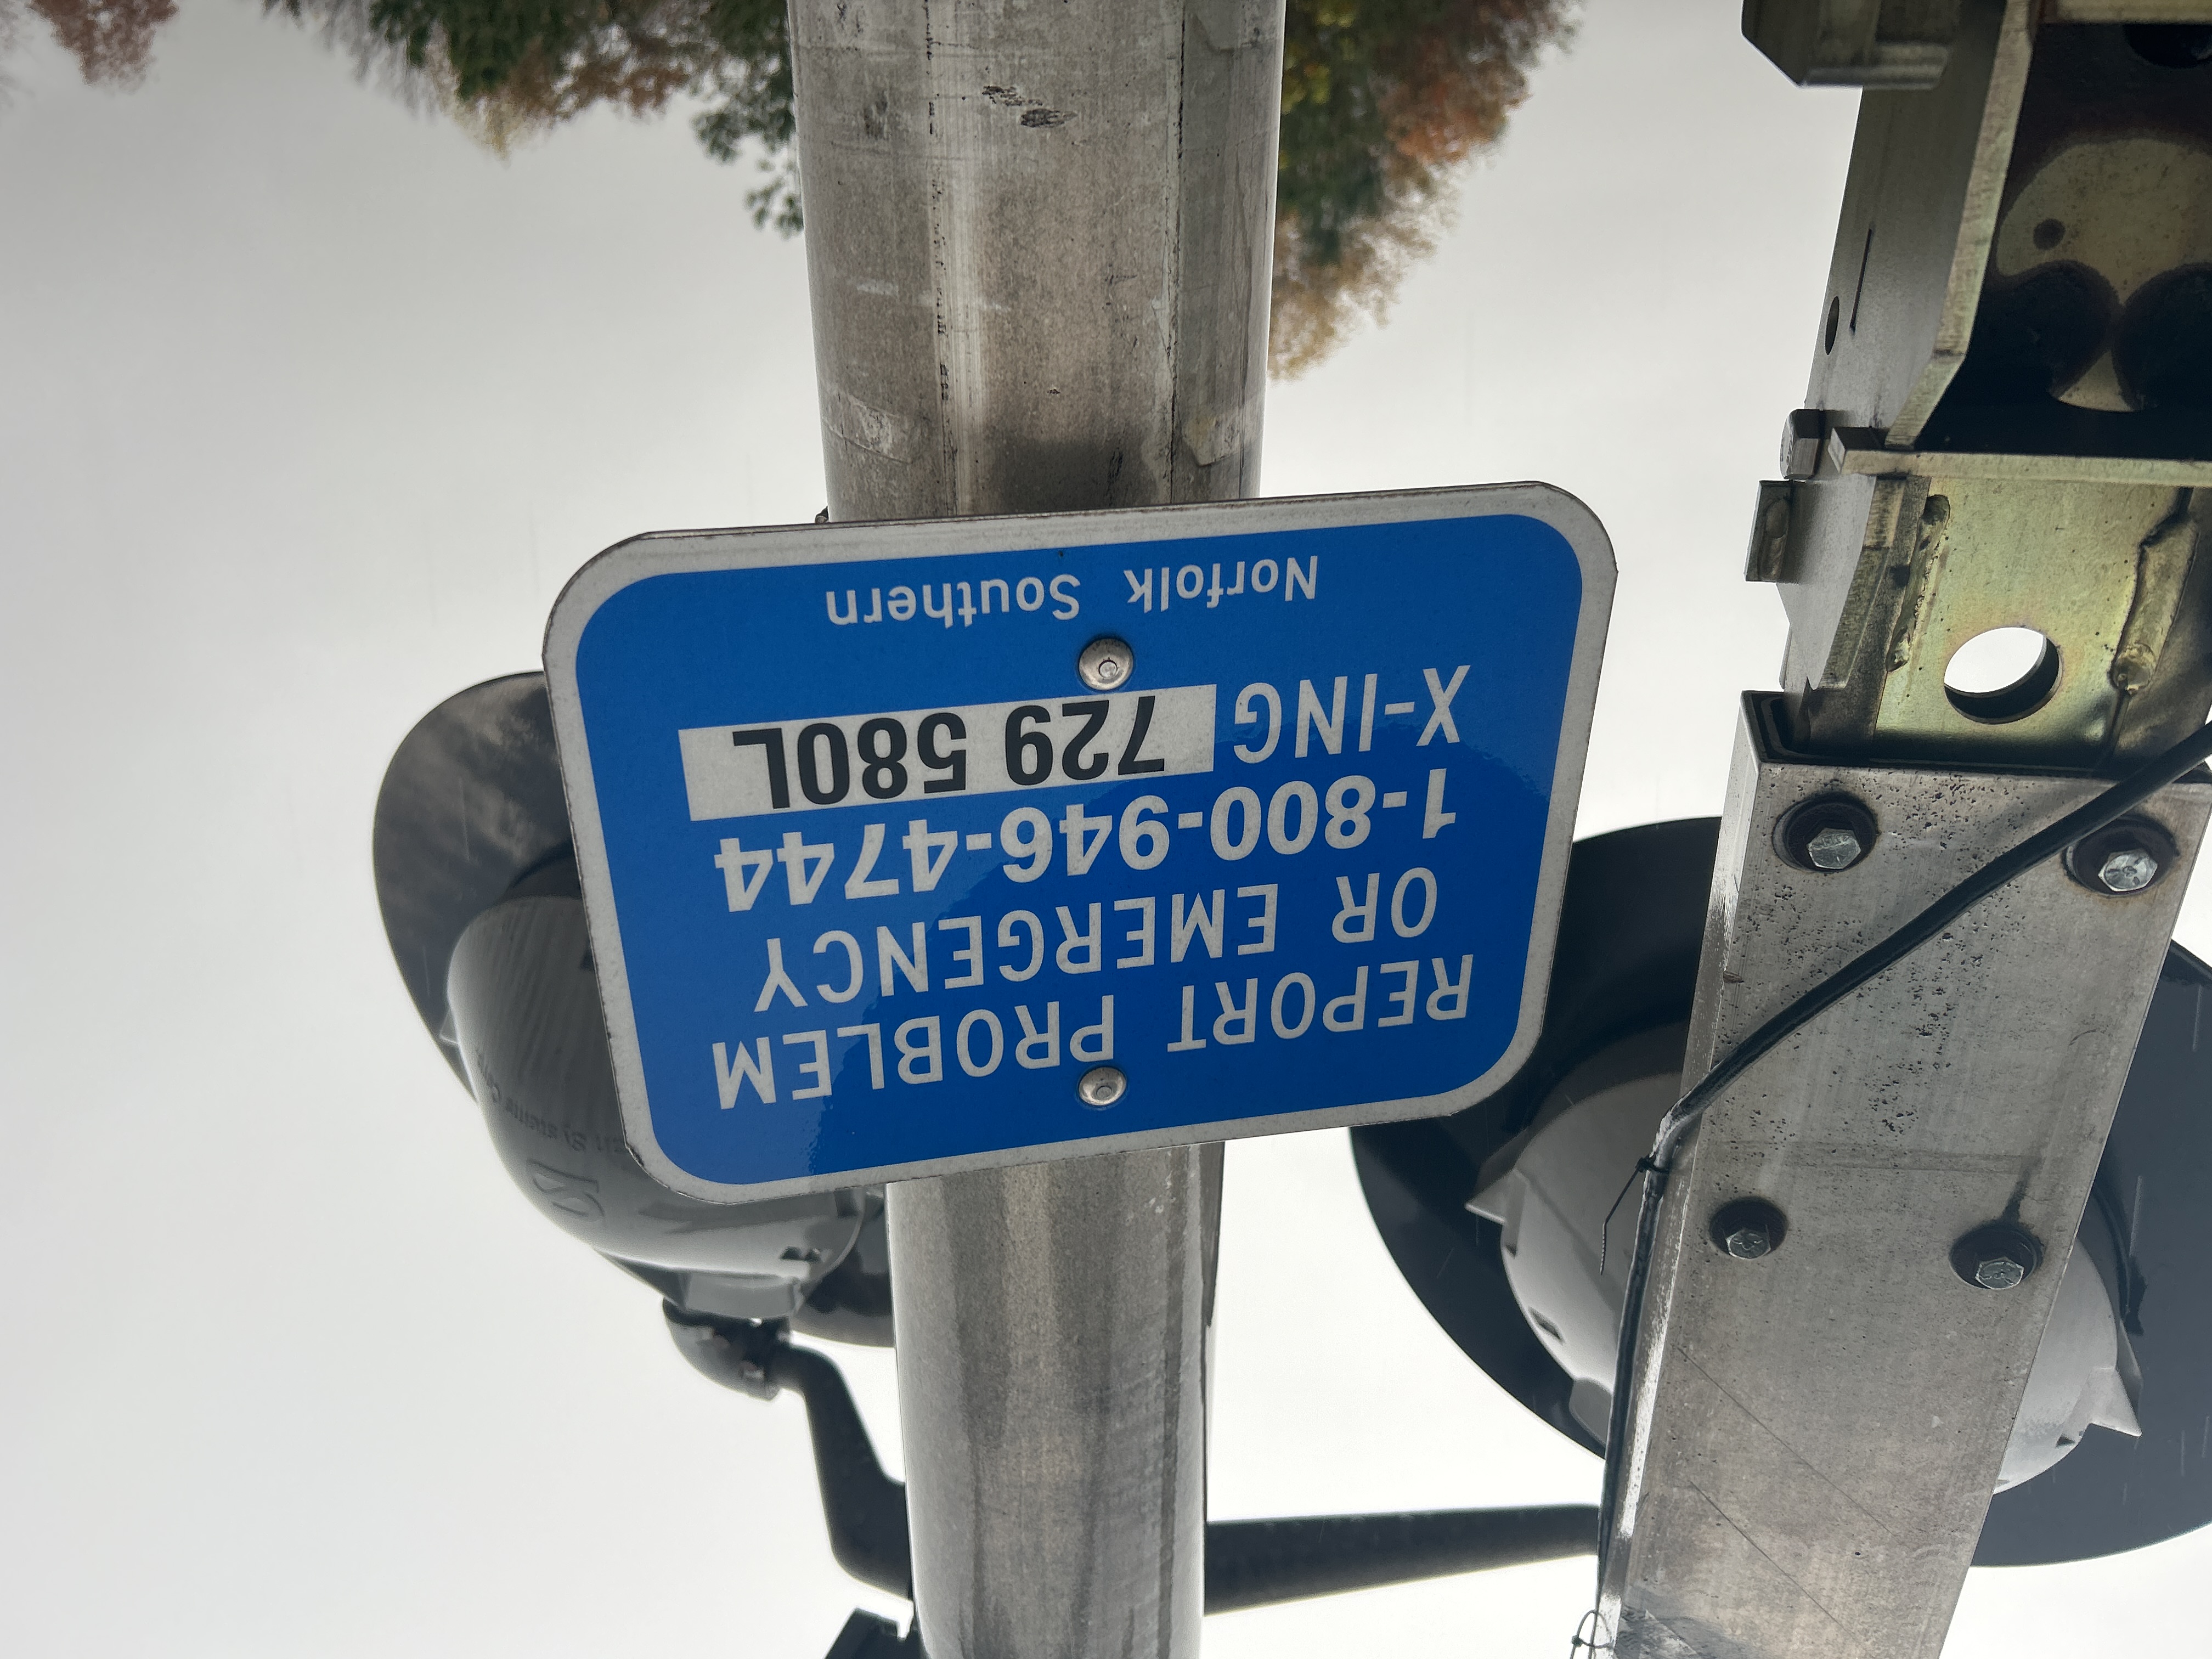 REPORT PROBLEM
OR EMERGENCY
1-800-946-4744
X-ING 729 580L
Norfolk Southern